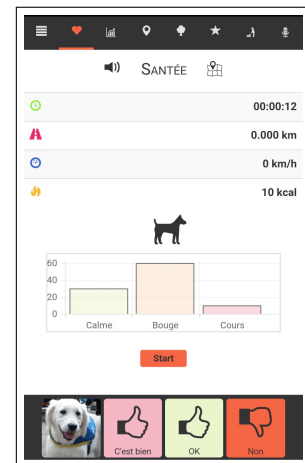 SANTÉE
00:00:12
0.000 km
0 km/h
10 kcal
60
40
20
0
Calme Bouge Cours
Start
C'est bien OK Non